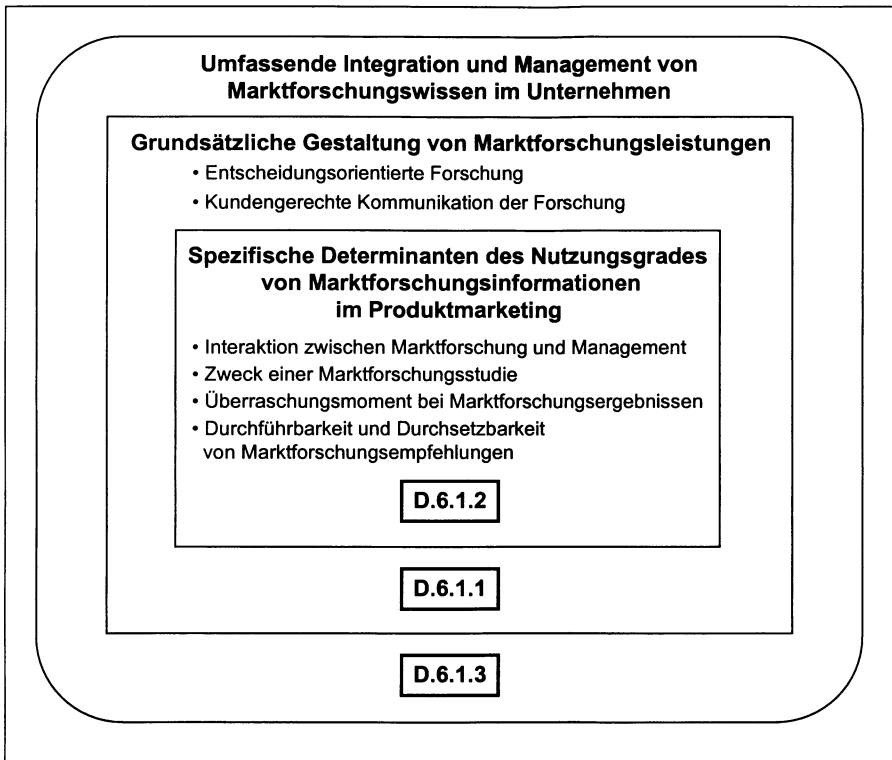 Umfassende Integration und Management von
Marktforschungswissen im Unternehmen
Grundsätzliche Gestaltung von Marktforschungsleistungen
• Entscheidungsorientierte Forschung
• Kundengerechte Kommunikation der Forschung
Spezifische Determinanten des Nutzungsgrades
von Marktforschungsinformationen
im Produktmarketing
• Interaktion zwischen Marktforschung und Management
• Zweck einer Marktforschungsstudie
• Überraschungsmoment bei Marktforschungsergebnissen
• Durchführbarkeit und Durchsetzbarkeit
von Marktforschungsempfehlungen
D.6.1.2
D.6.1.1
D.6.1.3